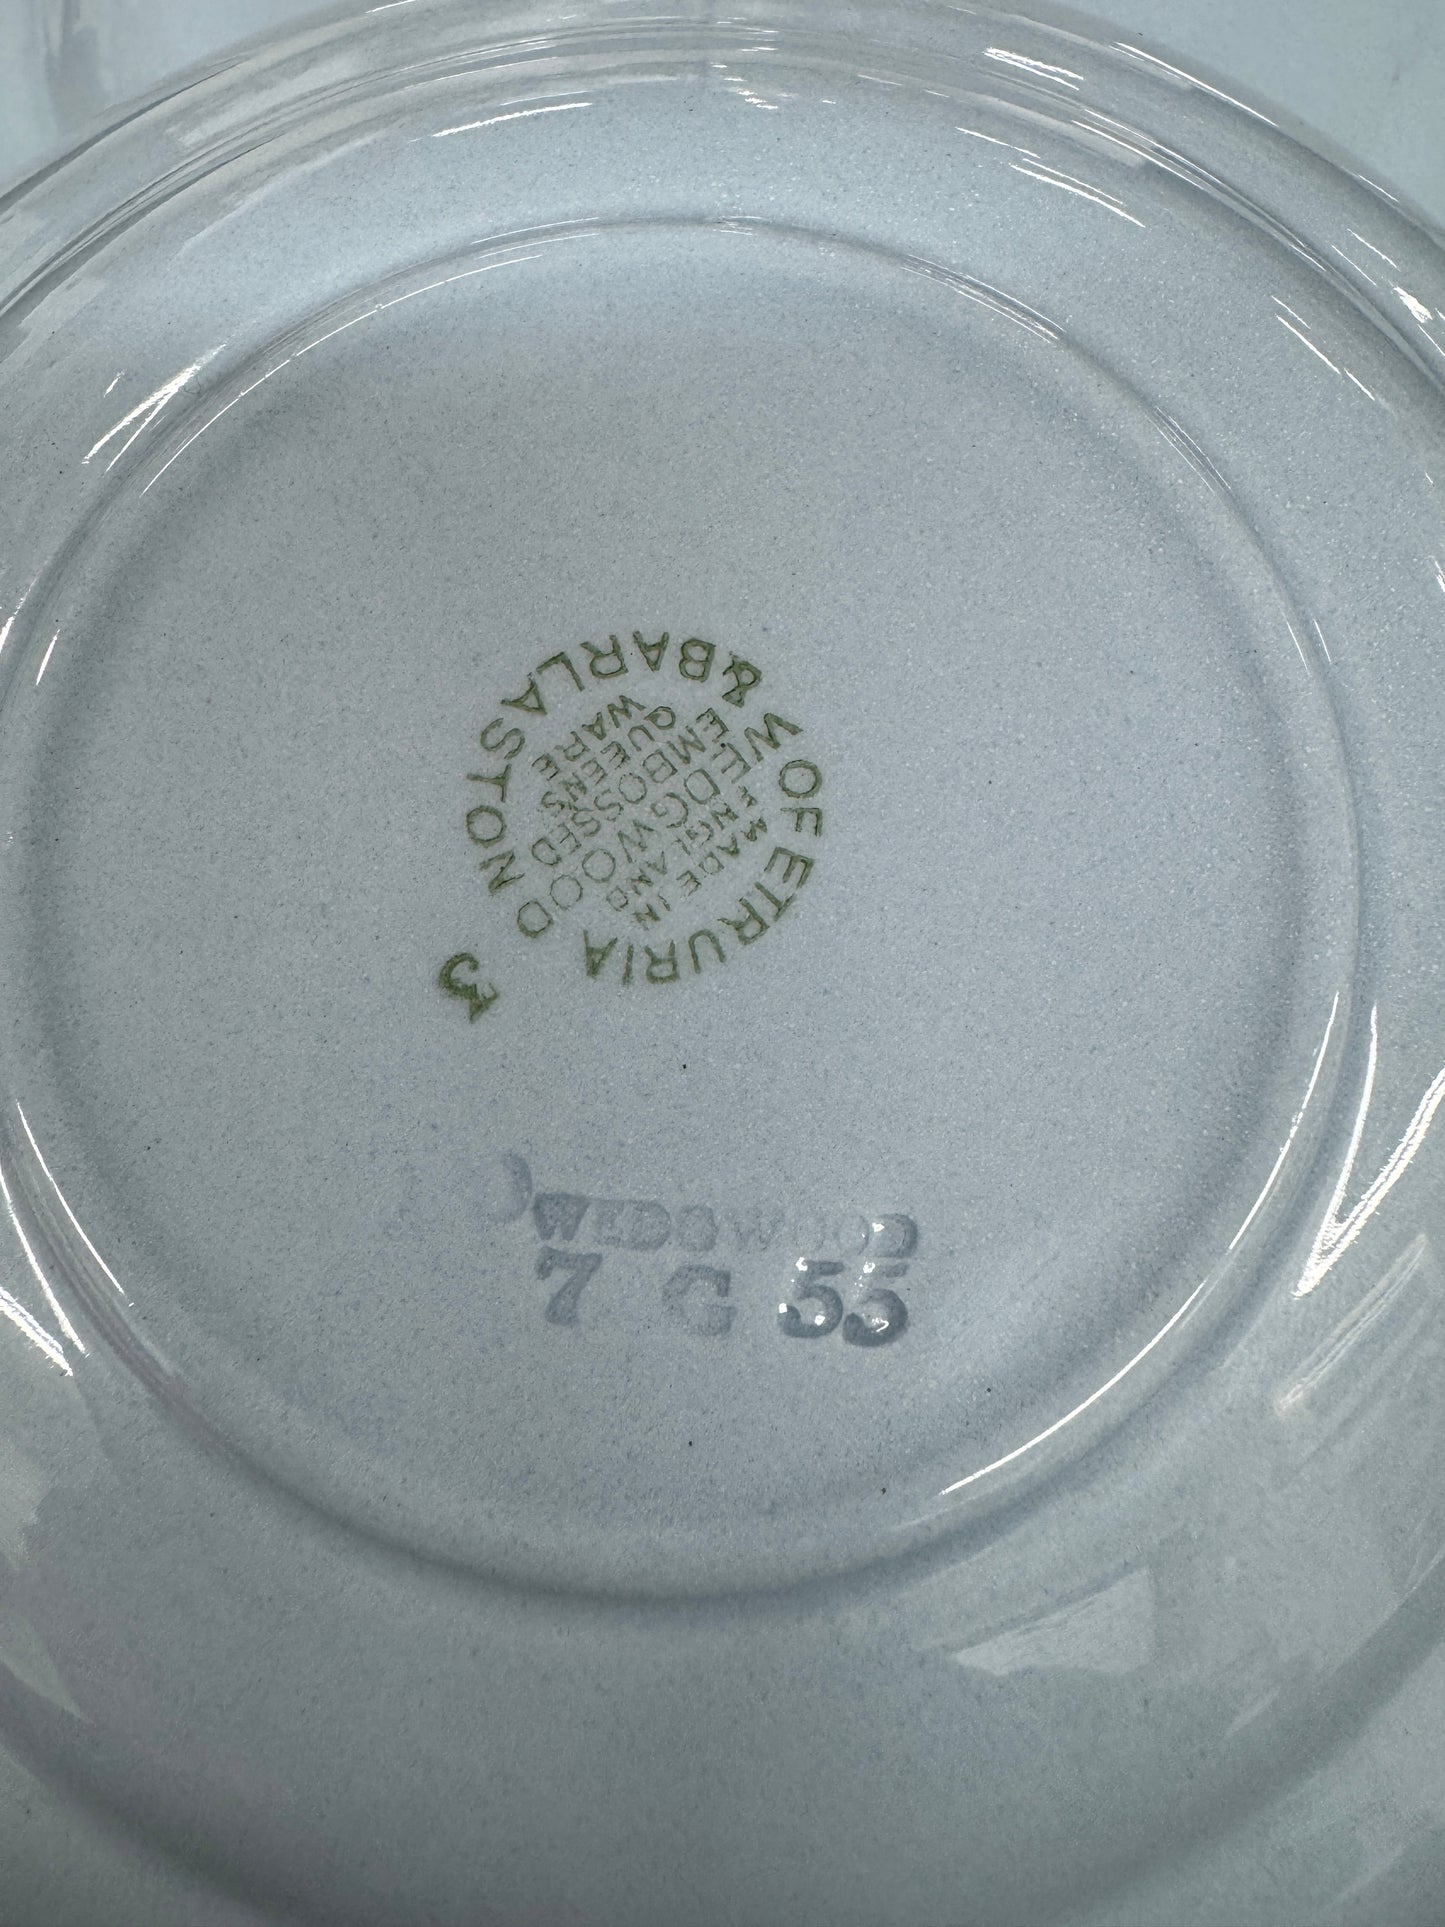 WEDGWOOD
OF ETRURIA
& BARLASTON
MADE IN
ENGLAND
WEDGWOOD
EMBOSSED
QUEENS
WARE
3
WEDGWOOD
7 G 55